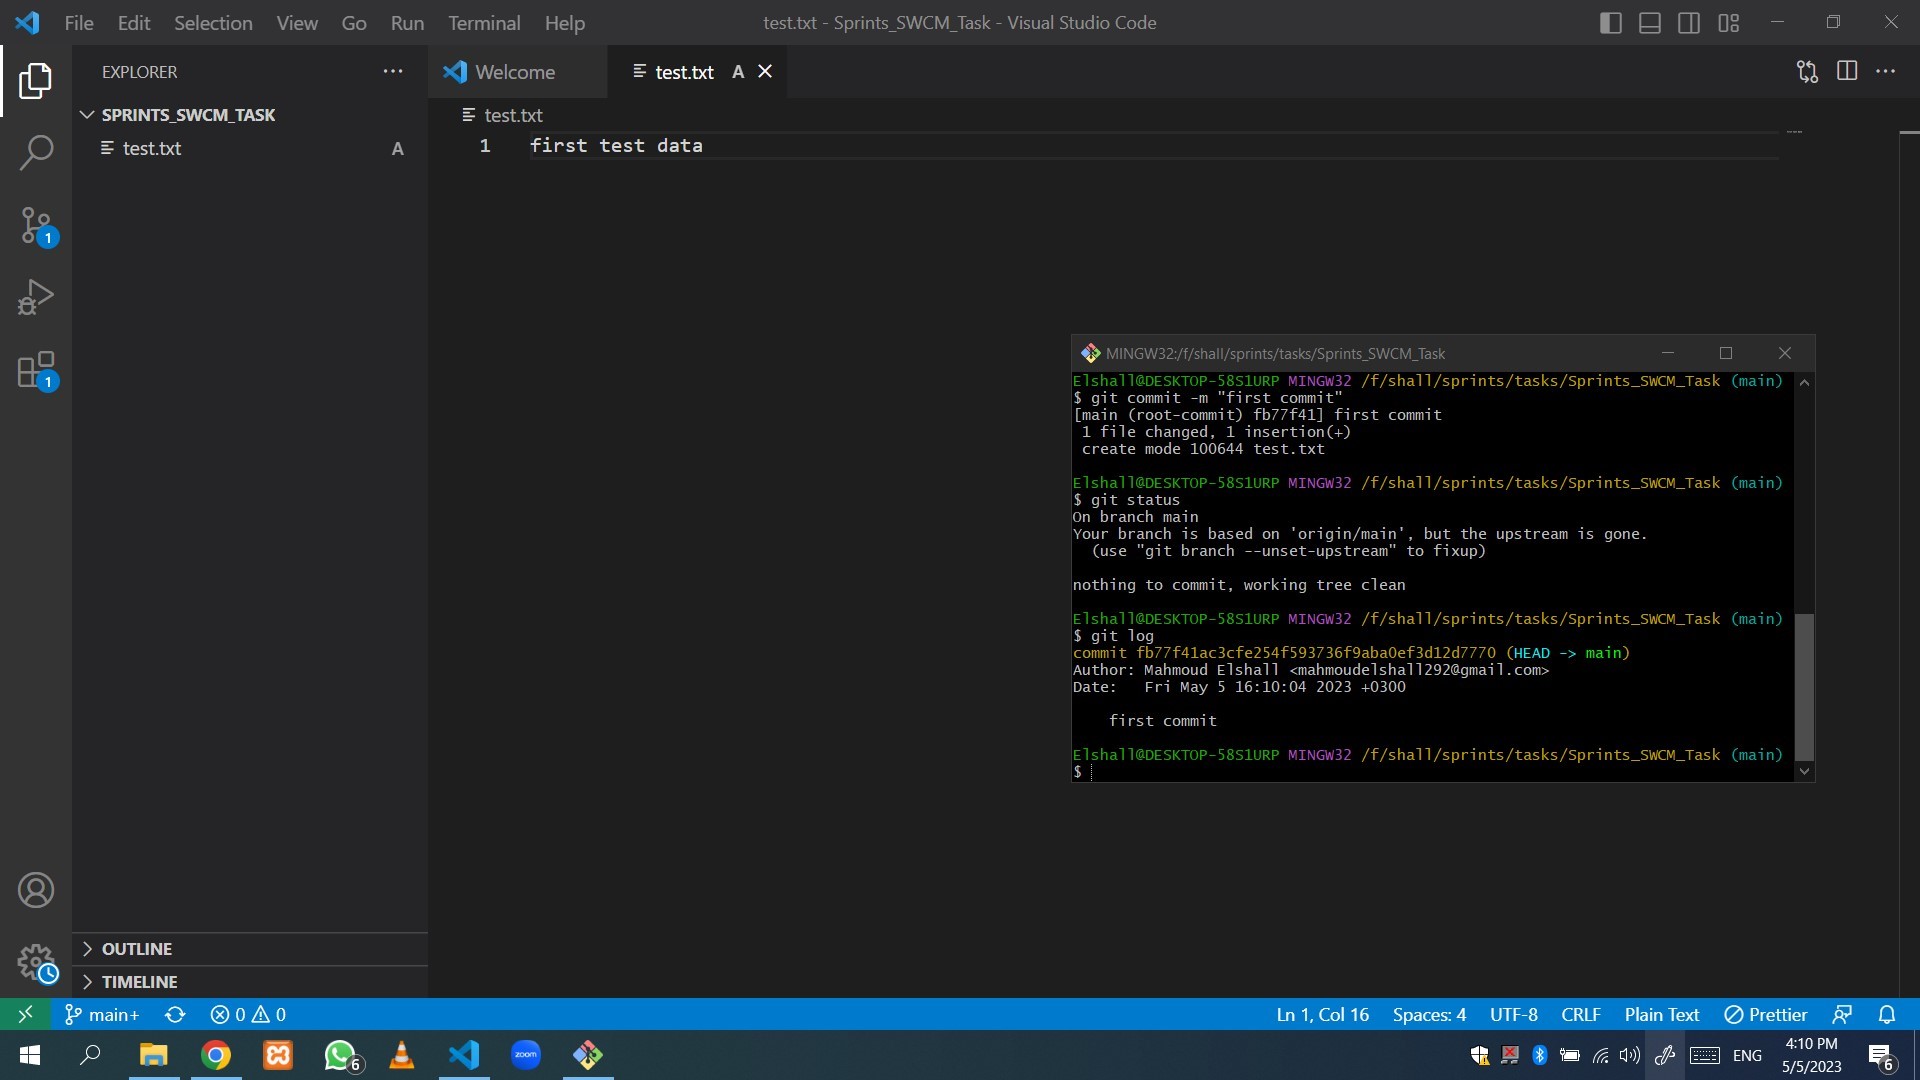 File Edit Selection View Go Run Terminal Help
test.txt - Sprints_SWCM_Task - Visual Studio Code
EXPLORER
SPRINTS_SWCM_TASK
test.txt A
1
1
OUTLINE
TIMELINE
Welcome
test.txt A
test.txt
1 first test data
MINGW32:/f/shall/sprints/tasks/Sprints_SWCM_Task
Elshall@DESKTOP-58S1URP MINGW32 /f/shall/sprints/tasks/Sprints_SWCM_Task (main)
$ git commit -m "first commit"
[main (root-commit) fb77f41] first commit
1 file changed, 1 insertion(+)
create mode 100644 test.txt
Elshall@DESKTOP-58S1URP MINGW32 /f/shall/sprints/tasks/Sprints_SWCM_Task (main)
$ git status
On branch main
Your branch is based on 'origin/main', but the upstream is gone.
(use "git branch --unset-upstream" to fixup)
nothing to commit, working tree clean
Elshall@DESKTOP-58S1URP MINGW32 /f/shall/sprints/tasks/Sprints_SWCM_Task (main)
$ git log
commit fb77f41ac3cfe254f593736f9aba0ef3d12d7770 (HEAD -> main)
Author: Mahmoud Elshall <mahmoudelshall292@gmail.com>
Date: Fri May 5 16:10:04 2023 +0300
first commit
Elshall@DESKTOP-58S1URP MINGW32 /f/shall/sprints/tasks/Sprints_SWCM_Task (main)
$
main+ 0 0
Ln 1, Col 16 Spaces: 4 UTF-8 CRLF Plain Text Prettier
6
zoom
ENG
4:10 PM
5/5/2023
6